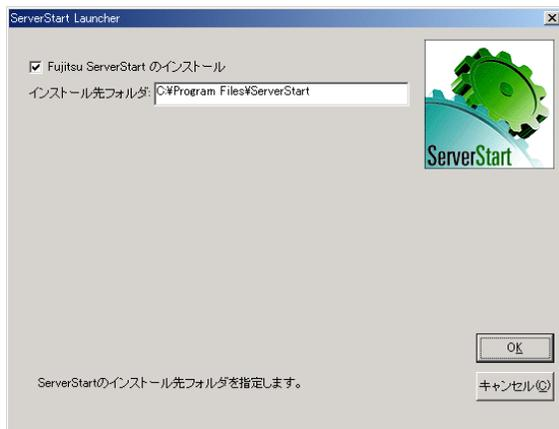 ServerStart Launcher
Fujitsu ServerStart のインストール
インストール先フォルダ: C:¥Program Files¥ServerStart
ServerStart
OK
ServerStartのインストール先フォルダを指定します。
キャンセル(C)